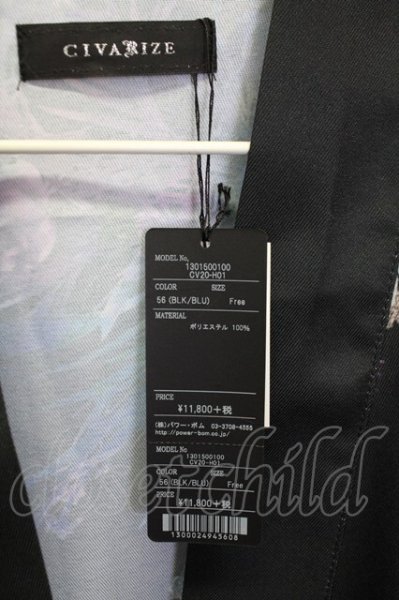 CIVARIZE
MODEL No,
1301500100
CV20-H01
COLOR SIZE
56 (BLK/BLU) Free
MATERIAL
ポリエステル 100%
PRICE
¥11,800+税
(株)パワー・ボム 03-3708-4555
http://power-bom.co.jp/
MODEL No, 1301500100
CV20-H01
COLOR SIZE
56 (BLK/BLU) Free
PRICE
¥11,800+税
1300024945608